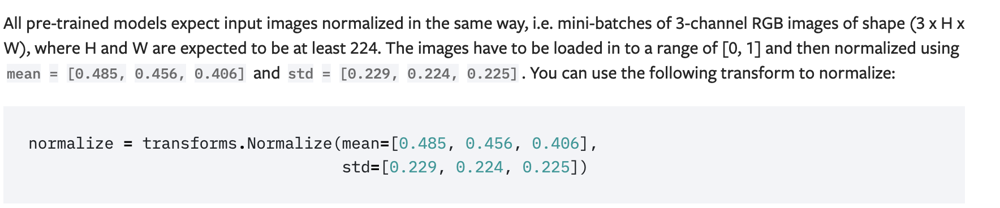 All pre-trained models expect input images normalized in the same way, i.e. mini-batches of 3-channel RGB images of shape (3 x H x
W), where H and W are expected to be at least 224. The images have to be loaded in to a range of [0, 1] and then normalized using
mean = [0.485, 0.456, 0.406] and std = [0.229, 0.224, 0.225]. You can use the following transform to normalize:
normalize = transforms.Normalize(mean=[0.485, 0.456, 0.406],
std=[0.229, 0.224, 0.225])